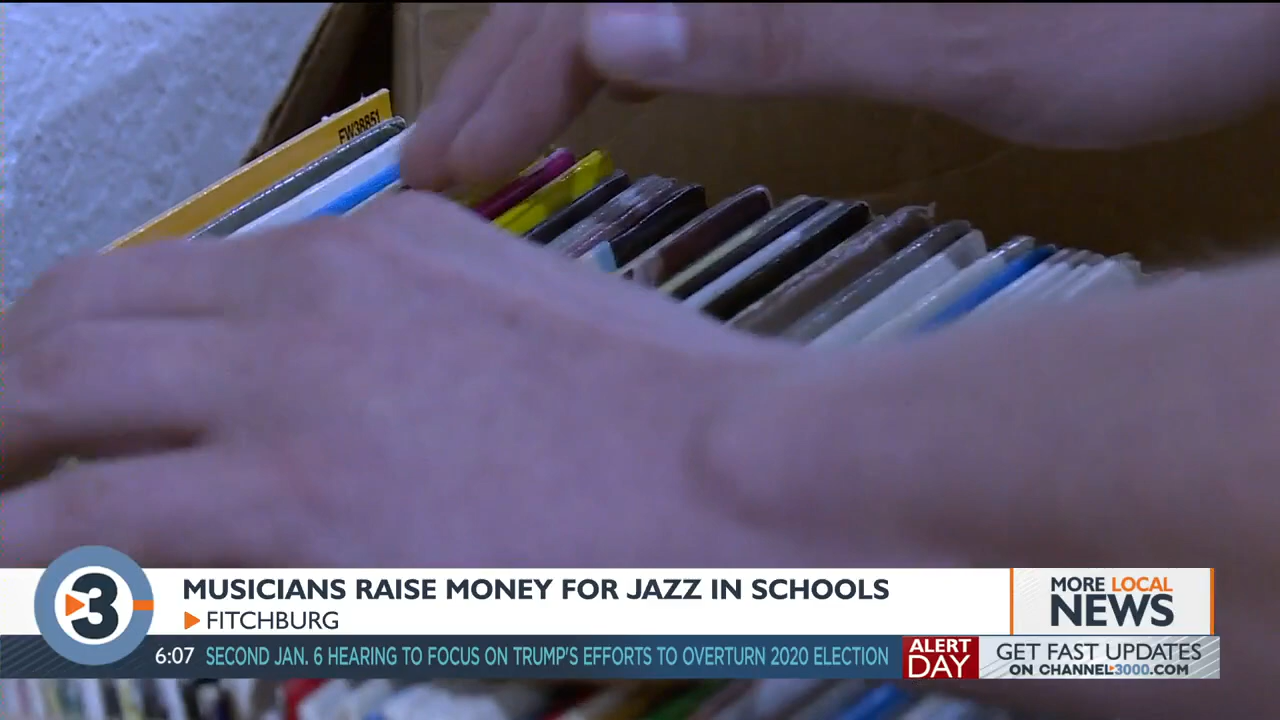 FW38851
3
MUSICIANS RAISE MONEY FOR JAZZ IN SCHOOLS
FITCHBURG
MORE LOCAL
NEWS
6:07 SECOND JAN. 6 HEARING TO FOCUS ON TRUMP'S EFFORTS TO OVERTURN 2020 ELECTION
ALERT
DAY
GET FAST UPDATES
ON CHANNEL3000.COM